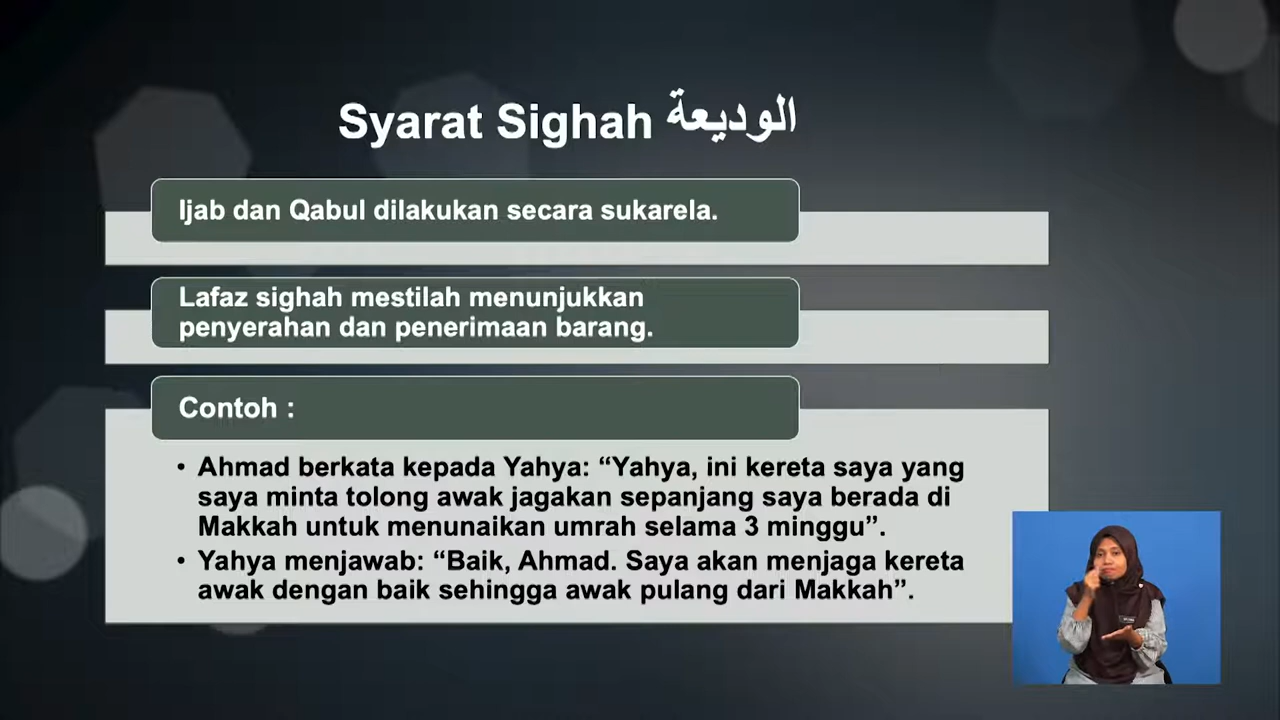 Syarat Sighah الوديعة
Ijab dan Qabul dilakukan secara sukarela.
Lafaz sighah mestilah menunjukkan
penyerahan dan penerimaan barang.
Contoh :
• Ahmad berkata kepada Yahya: “Yahya, ini kereta saya yang
saya minta tolong awak jagakan sepanjang saya berada di
Makkah untuk menunaikan umrah selama 3 minggu”.
• Yahya menjawab: “Baik, Ahmad. Saya akan menjaga kereta
awak dengan baik sehingga awak pulang dari Makkah”.